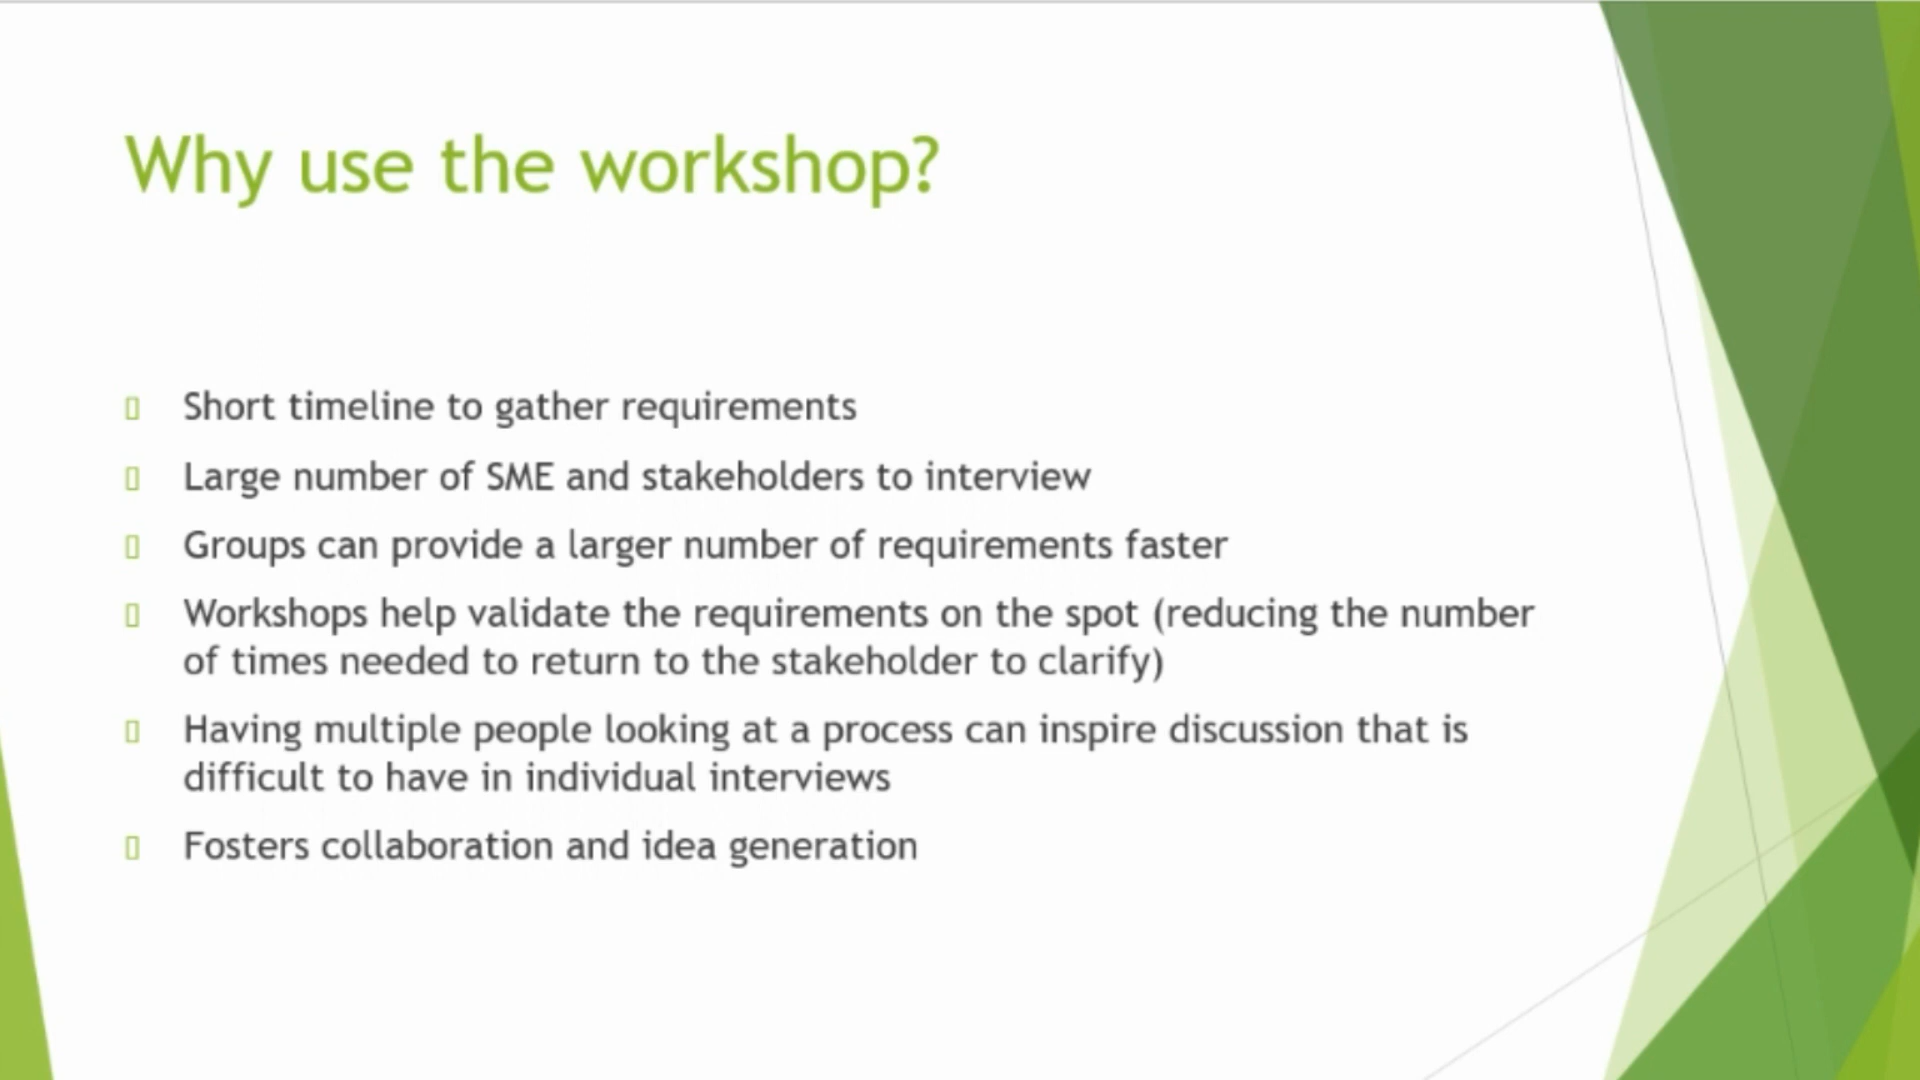 Why use the workshop?
Short timeline to gather requirements
Large number of SME and stakeholders to interview
Groups can provide a larger number of requirements faster
Workshops help validate the requirements on the spot (reducing the number
of times needed to return to the stakeholder to clarify)
Having multiple people looking at a process can inspire discussion that is
difficult to have in individual interviews
Fosters collaboration and idea generation